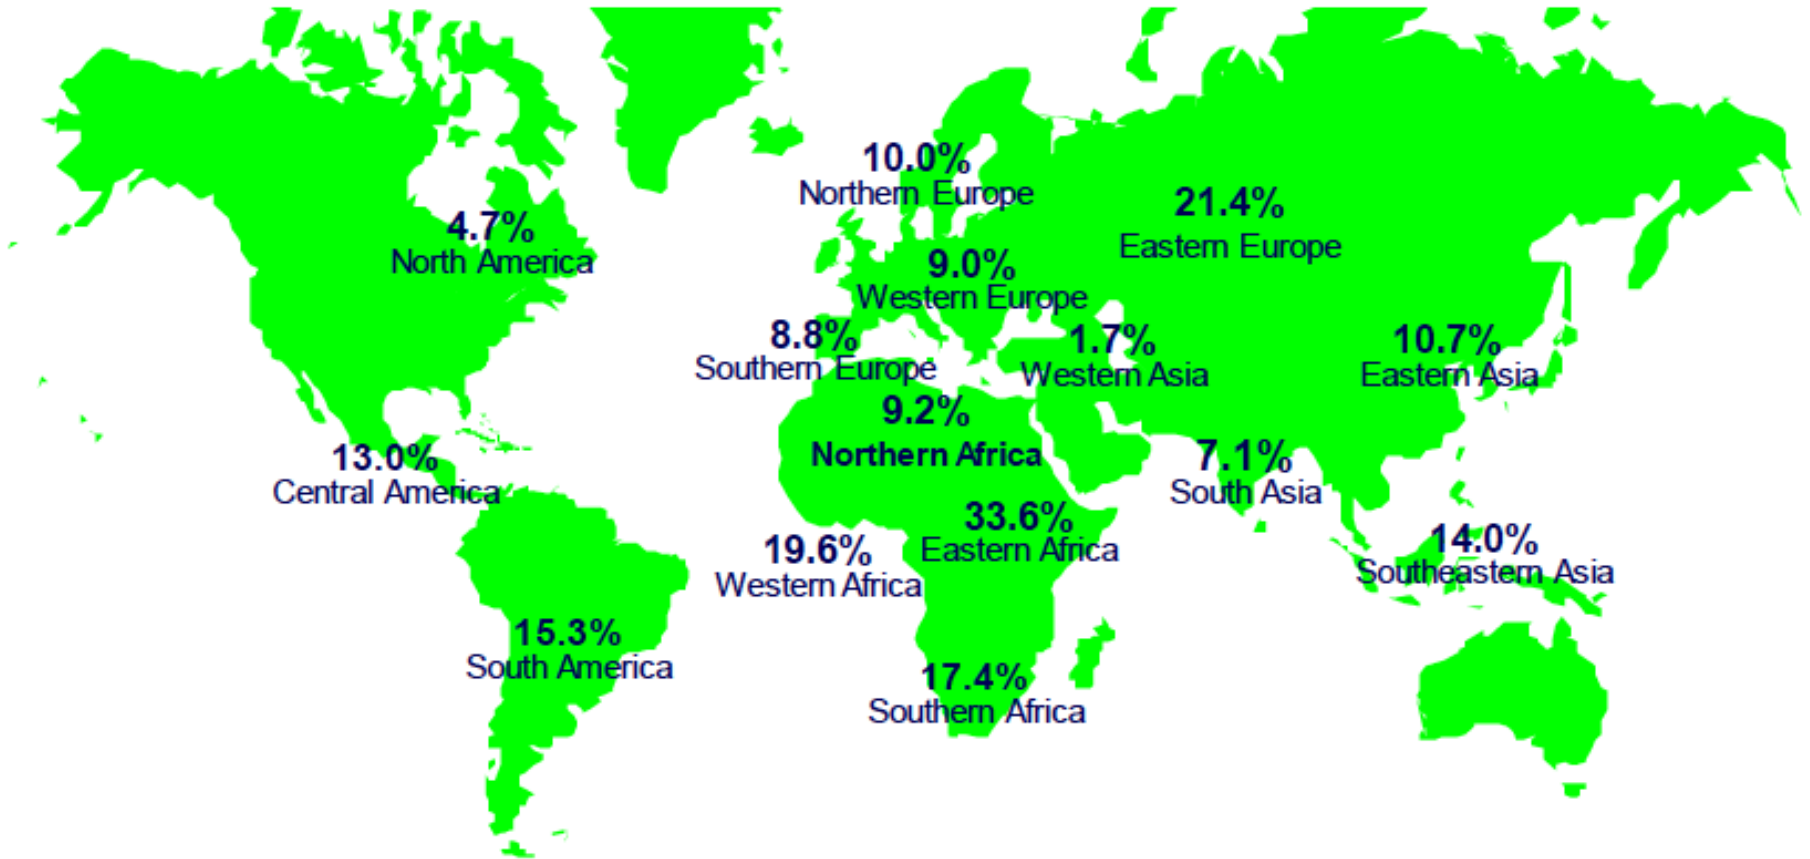 10.0%
Northern Europe
21.4%
Eastern Europe
4.7%
North America
9.0%
Western Europe
8.8%
Southern Europe
1.7%
Western Asia
10.7%
Eastern Asia
9.2%
Northern Africa
13.0%
Central America
7.1%
South Asia
33.6%
Eastern Africa
19.6%
Western Africa
14.0%
Southeastern Asia
15.3%
South America
17.4%
Southern Africa